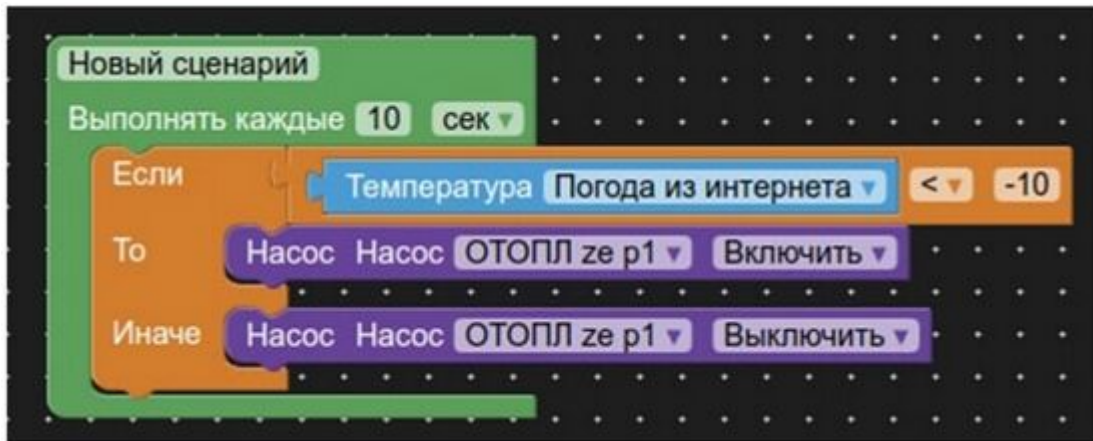 Новый сценарий
Выполнять каждые 10 сек
Если Температура Погода из интернета < -10
То Насос Насос ОТОПЛ ze p1 Включить
Иначе Насос Насос ОТОПЛ ze p1 Выключить